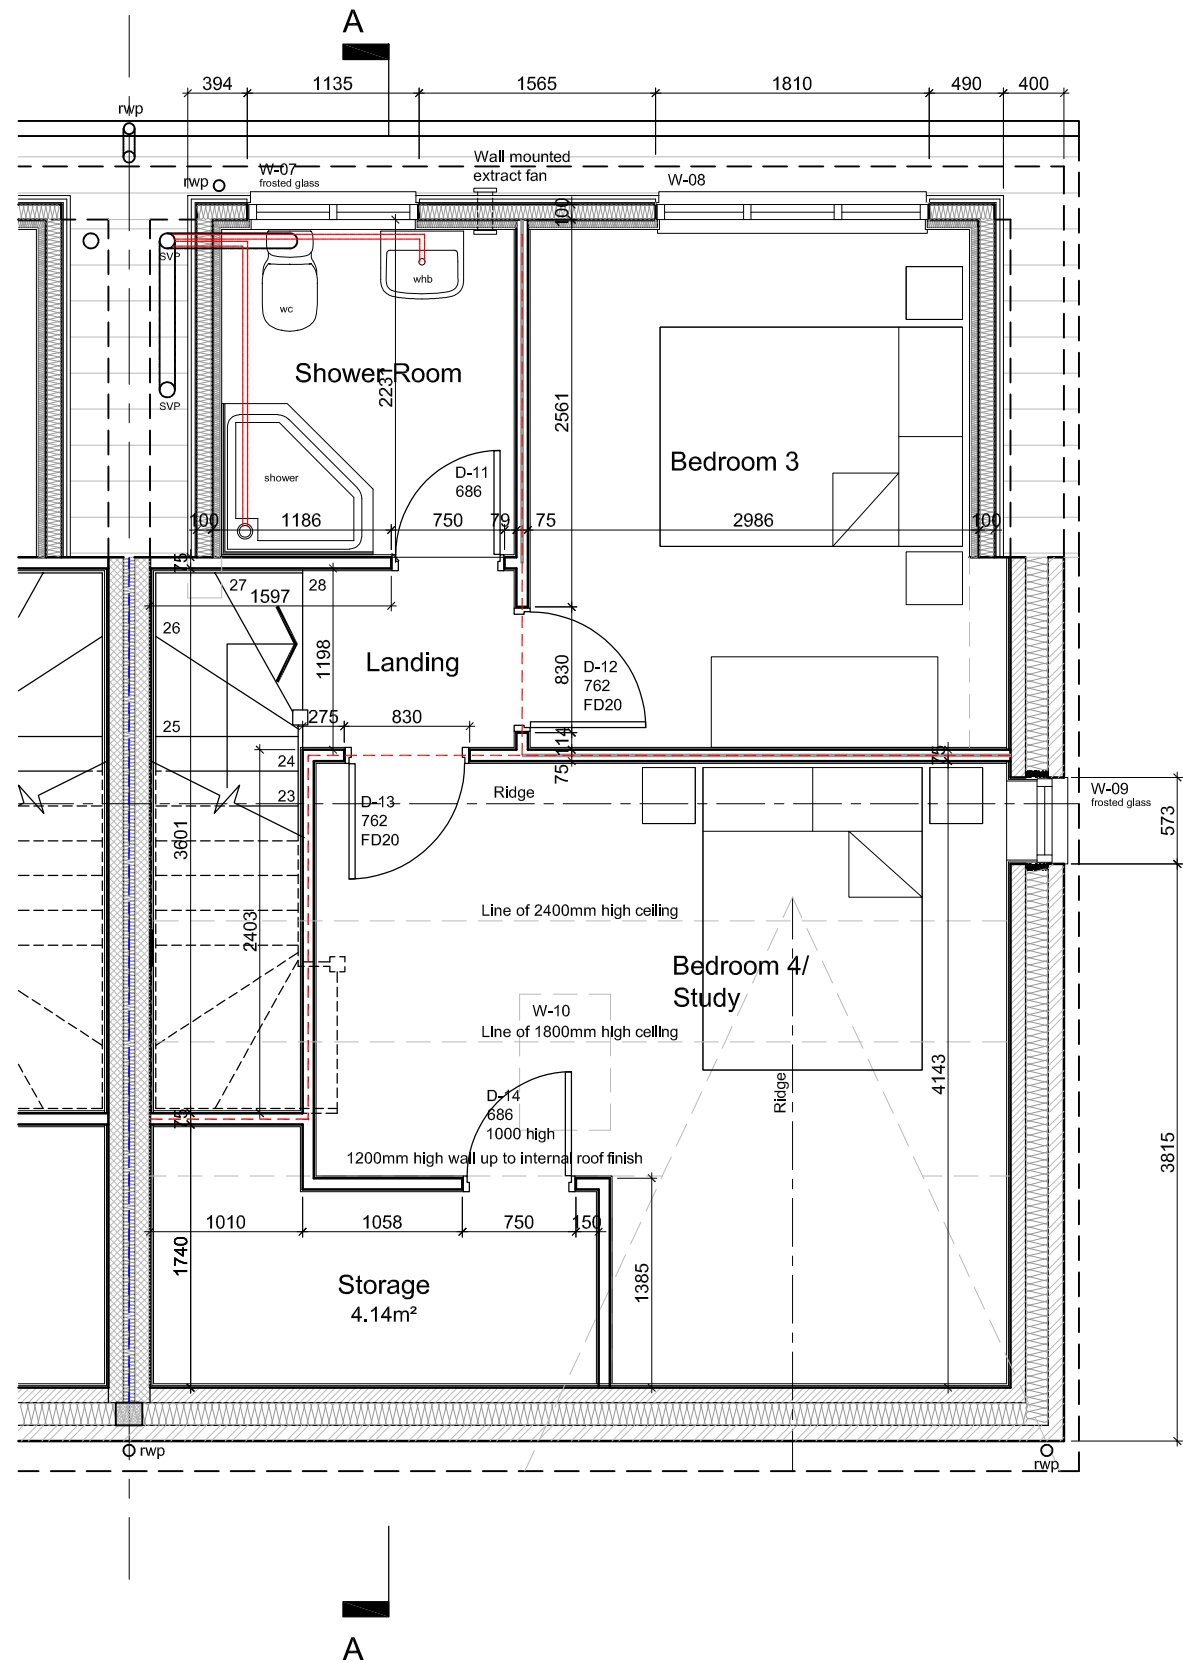 A
394
1135
1565
1810
490
400
rwp
Wall mounted
extract fan
W-07
frosted glass
W-08
rwp
100
SVP
wc
whb
Shower Room
2231
2561
SVP
Bedroom 3
shower
D-11
686
100
1186
750
79
75
2986
100
75
27
28
1597
26
1198
Landing
830
D-12
762
FD20
275
830
25
114
24
75
75
23
Ridge
W-09
frosted glass
573
D-13
762
FD20
3601
2403
Line of 2400mm high ceiling
Bedroom 4/
Study
W-10
Line of 1800mm high ceiling
4143
Ridge
D-14
686
1000 high
75
1200mm high wall up to internal roof finish
3815
1010
1058
750
150
1740
1385
Storage
4.14m²
rwp
rwp
A